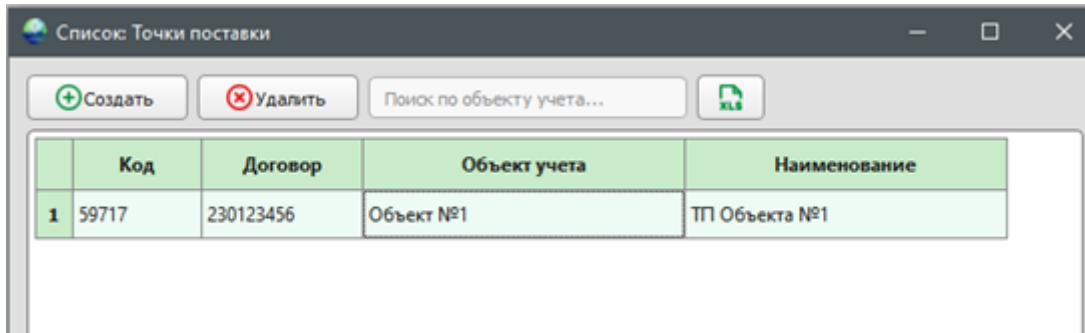 Список: Точки поставки
Создать Удалить Поиск по объекту учета... XLS
Код Договор Объект учета Наименование
1 59717 230123456 Объект №1 ТП Объекта №1